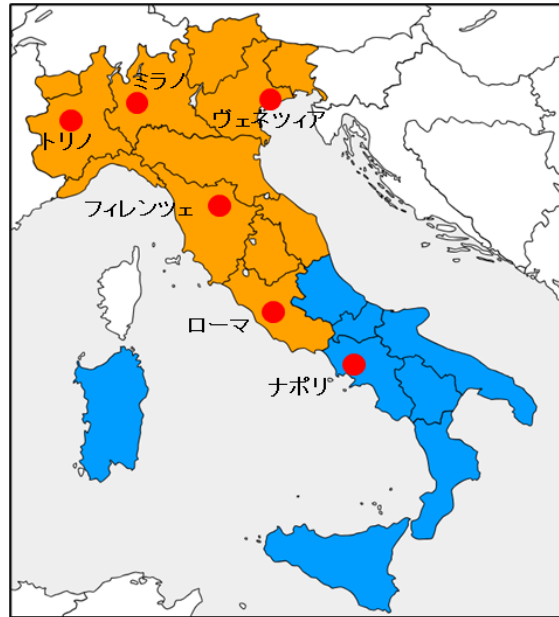 ミラノ
ヴェネツィア
トリノ
フィレンツェ
ローマ
ナポリ